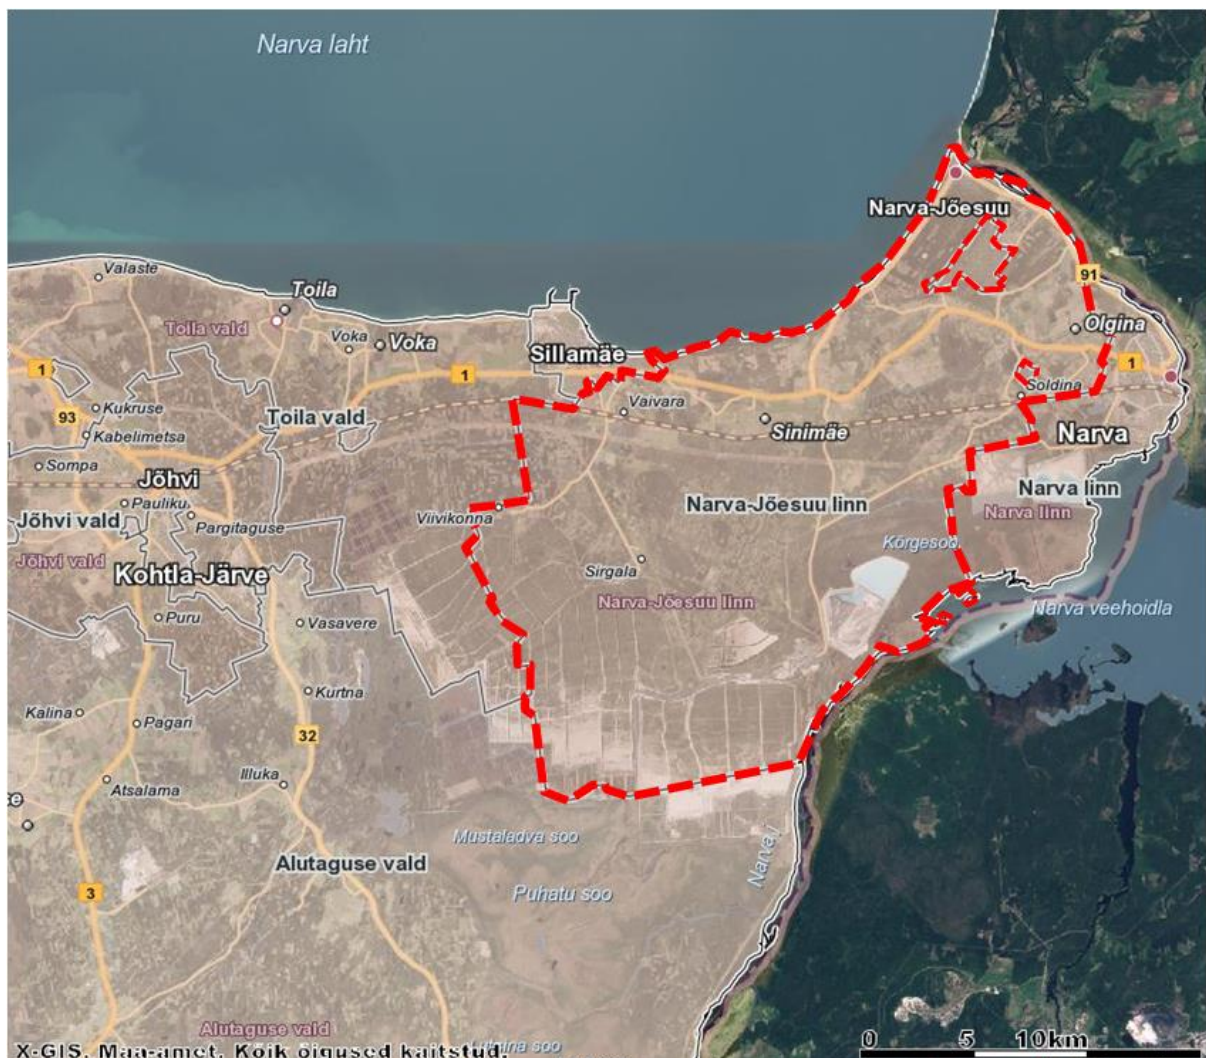 Narva laht
Narva-Jõesuu
Valaste
Toila
91
Toila vald
Voka
Voka
Olgina
Sillamäe
1
1
1
Soldina
93
Kukruse
Toila vald
Vaivara
Sinimäe
Narva
Kabelimetsa
Sompa
Jõhvi
Narva linn
Pauliku
Narva-Jõesuu linn
Narva linn
Jõhvi vald
Pargitaguse
Viivikonna
Kõrgesoo
Jõhvi vald
Kohtla-Järve
Sirgala
Narva-Jõesuu linn
Narva veehoidla
Puru
Vasavere
Kurtna
Kalina
Pagari
32
Illuka
Atsalama
Mustaladva soo
Narva j
Alutaguse vald
3
Puhatu soo
Alutaguse vald
0 5 10km
X-GIS. Maa-amet. Kõik õigused kaitstud.